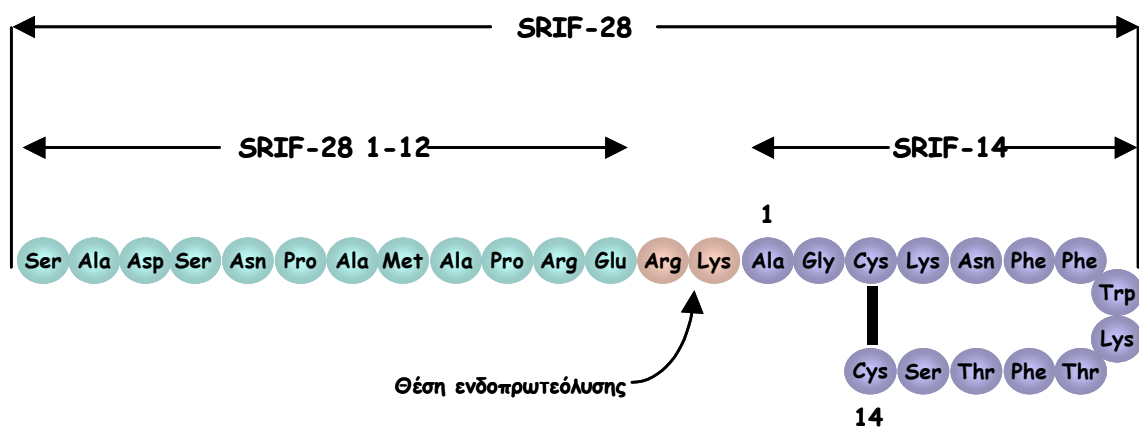 SRIF-28
SRIF-28 1-12 SRIF-14
1
Ser Ala Asp Ser Asn Pro Ala Met Ala Pro Arg Glu Arg Lys Ala Gly Cys Lys Asn Phe Phe
Trp
Lys
Cys Ser Thr Phe Thr
Θέση ενδοπρωτεόλυσης
14